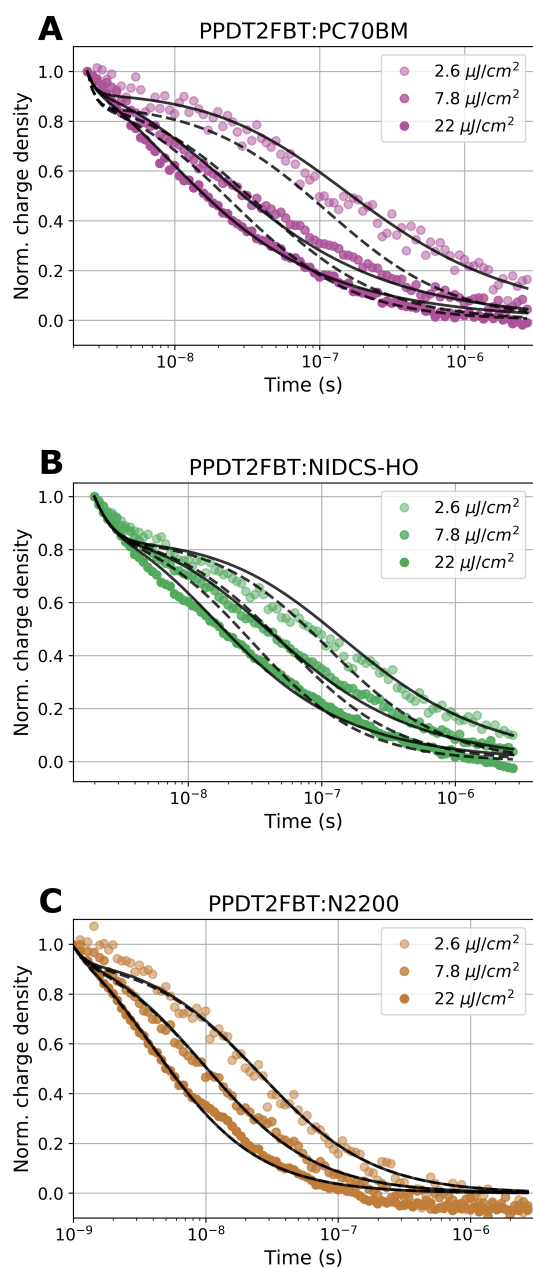 A
PPDT2FBT:PC70BM
2.6 μJ/cm²
7.8 μJ/cm²
22 μJ/cm²
Norm. charge density
1.0
0.8
0.6
0.4
0.2
0.0
10⁻⁸
10⁻⁷
10⁻⁶
Time (s)
B
PPDT2FBT:NIDCS-HO
2.6 μJ/cm²
7.8 μJ/cm²
22 μJ/cm²
Norm. charge density
1.0
0.8
0.6
0.4
0.2
0.0
10⁻⁸
10⁻⁷
10⁻⁶
Time (s)
C
PPDT2FBT:N2200
2.6 μJ/cm²
7.8 μJ/cm²
22 μJ/cm²
Norm. charge density
1.0
0.8
0.6
0.4
0.2
0.0
10⁻⁹
10⁻⁸
10⁻⁷
10⁻⁶
Time (s)